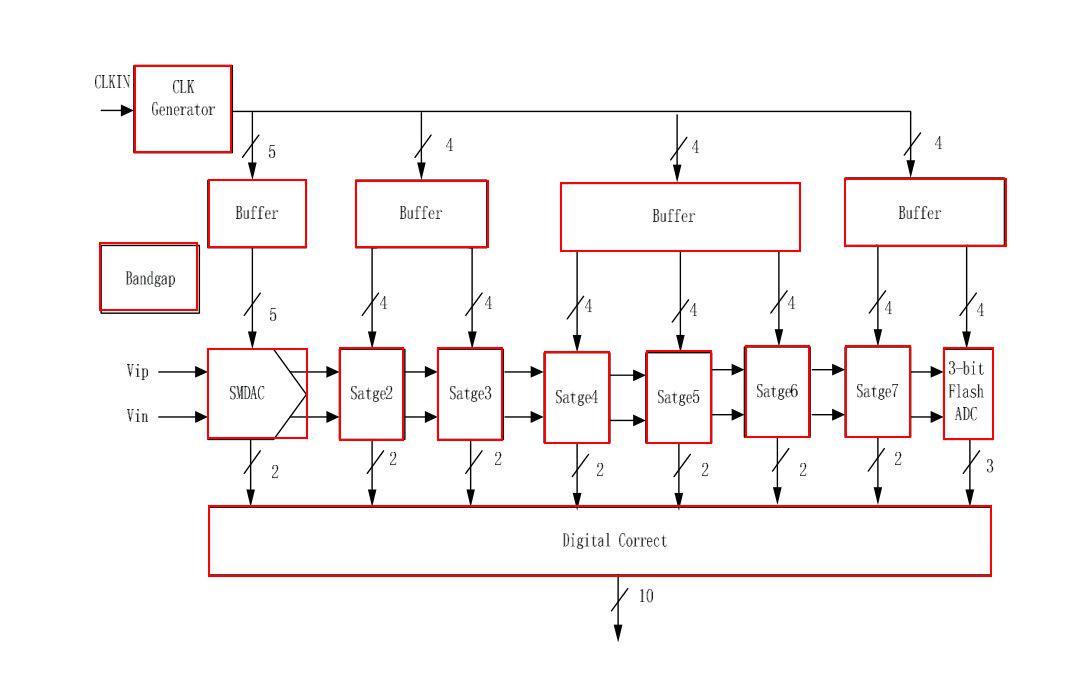 CLKIN
CLK
Generator
5
4
4
4
Buffer
Buffer
Buffer
Buffer
Bandgap
5
4
4
4
4
4
4
4
Vip
Vin
SMDAC
Satge2
Satge3
Satge4
Satge5
Satge6
Satge7
3-bit
Flash
ADC
2
2
2
2
2
2
2
3
Digital Correct
10